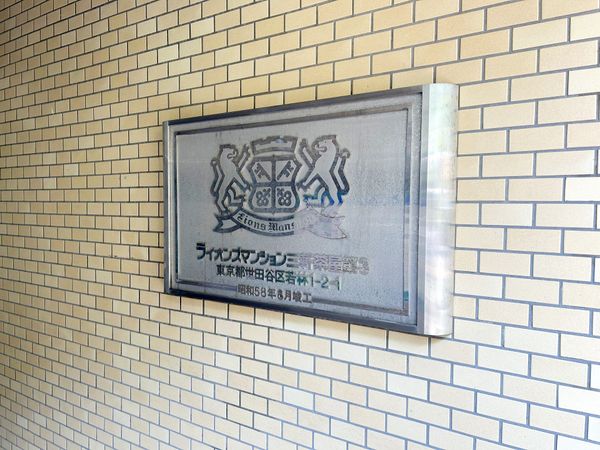 Lions Mans
ライオンズマンション三軒茶屋第3
東京都世田谷区若林1-2-1
昭和58年8月竣工